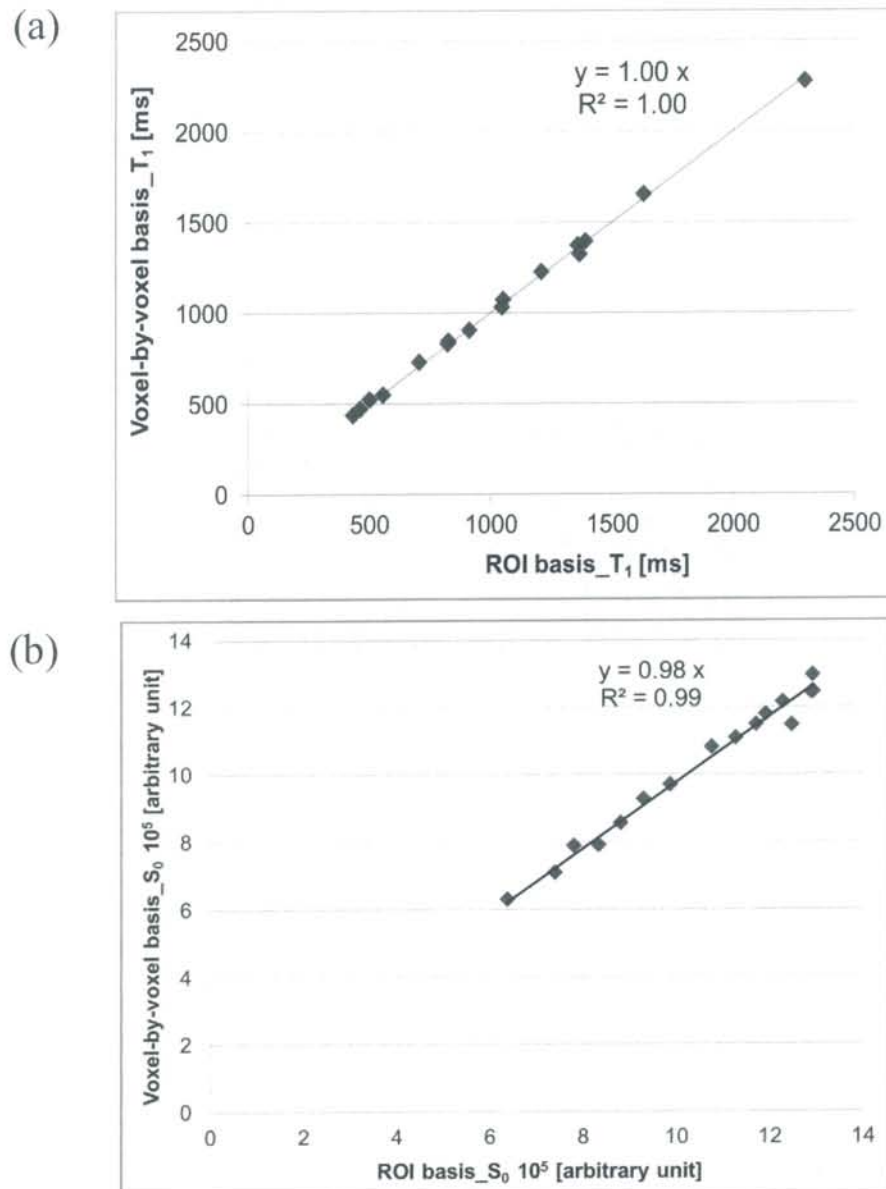 (a)
2500
2000
1500
1000
500
0
0 500 1000 1500 2000 2500
Voxel-by-voxel basis_T₁ [ms]
ROI basis_T₁ [ms]
y = 1.00 x
R² = 1.00
(b)
14
12
10
8
6
4
2
0
0 2 4 6 8 10 12 14
Voxel-by-voxel basis_S₀ 10⁵ [arbitrary unit]
ROI basis_S₀ 10⁵ [arbitrary unit]
y = 0.98 x
R² = 0.99